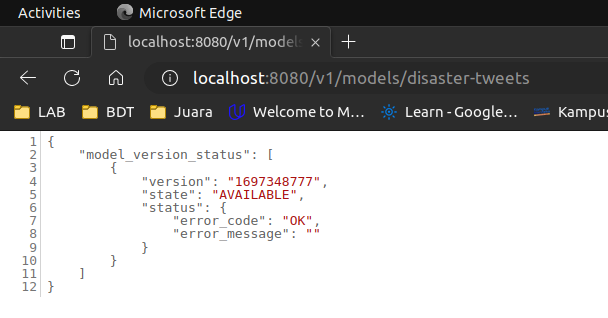 Activities Microsoft Edge
localhost:8080/v1/models
localhost:8080/v1/models/disaster-tweets
LAB BDT Juara Welcome to M... Learn - Google... Kampus
1 {
2 "model_version_status": [
3 {
4 "version": "1697348777",
5 "state": "AVAILABLE",
6 "status": {
7 "error_code": "OK",
8 "error_message": ""
9 }
10 }
11 ]
12 }